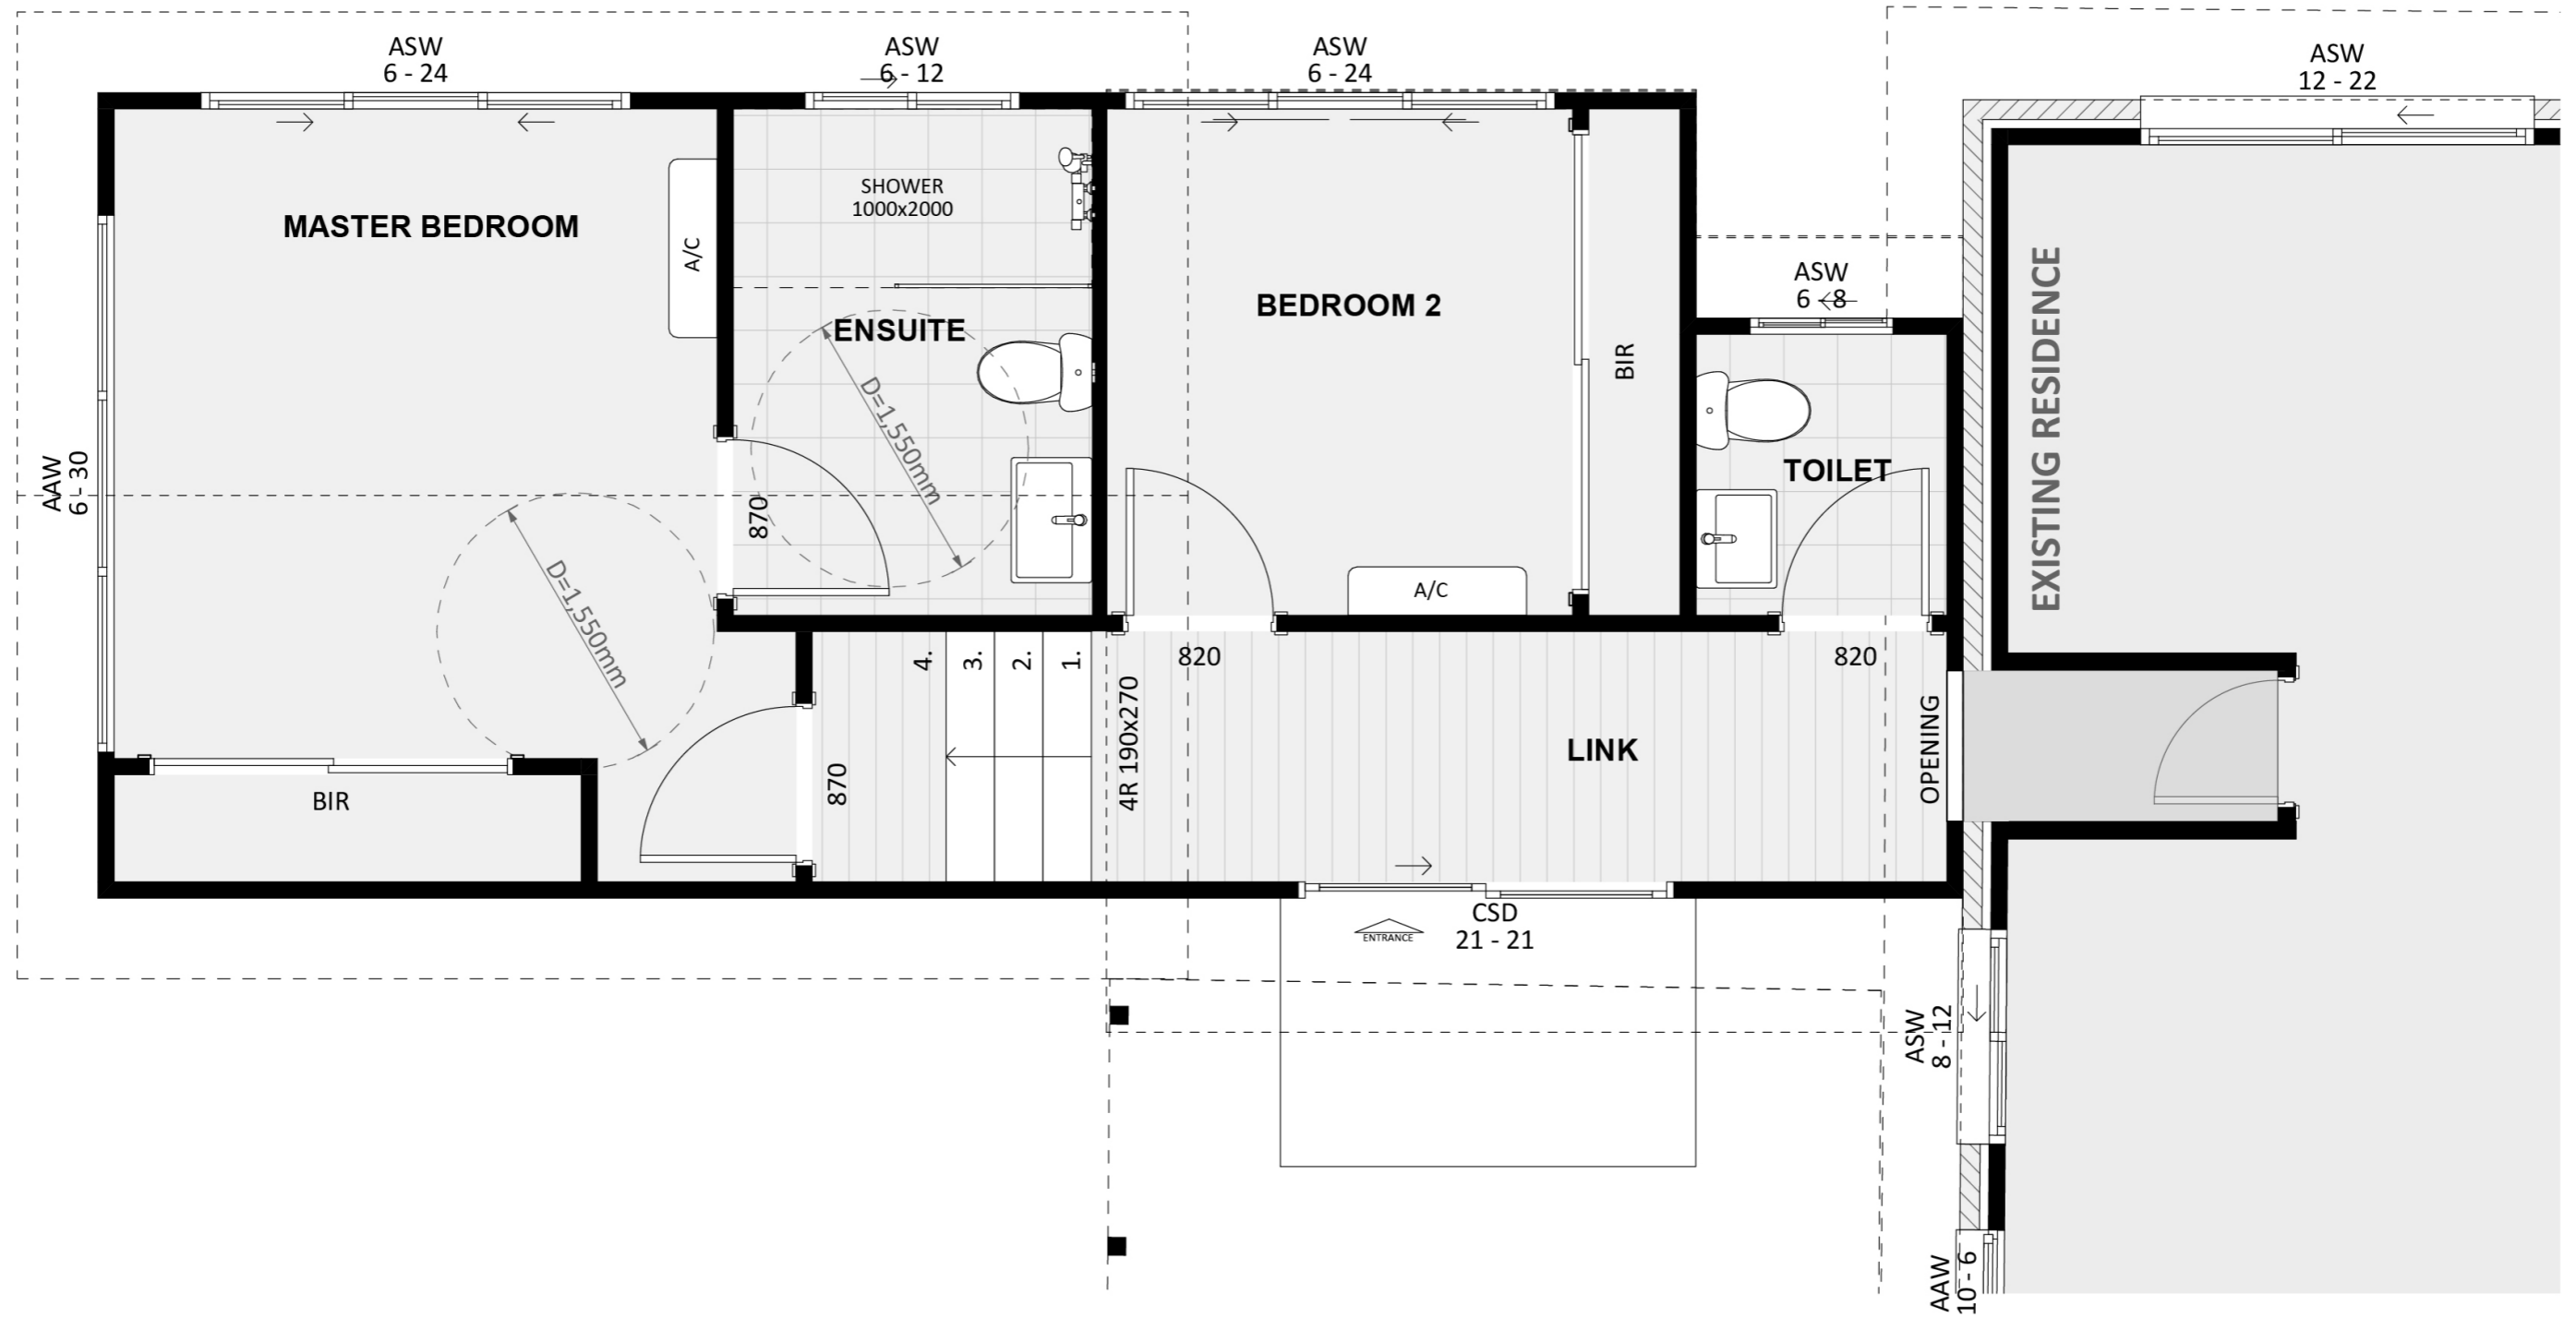 ASW
6 - 24
ASW
6 - 12
ASW
6 - 24
ASW
12 - 22
MASTER BEDROOM
A/C
SHOWER
1000x2000
ENSUITE
D=1,550mm
870
BEDROOM 2
BIR
A/C
ASW
6 - 8
TOILET
EXISTING RESIDENCE
AAW
6 - 30
D=1,550mm
BIR
870
4.
3.
2.
1.
4R 190x270
820
820
LINK
OPENING
ENTRANCE
CSD
21 - 21
ASW
8 - 12
AAW
10 - 6